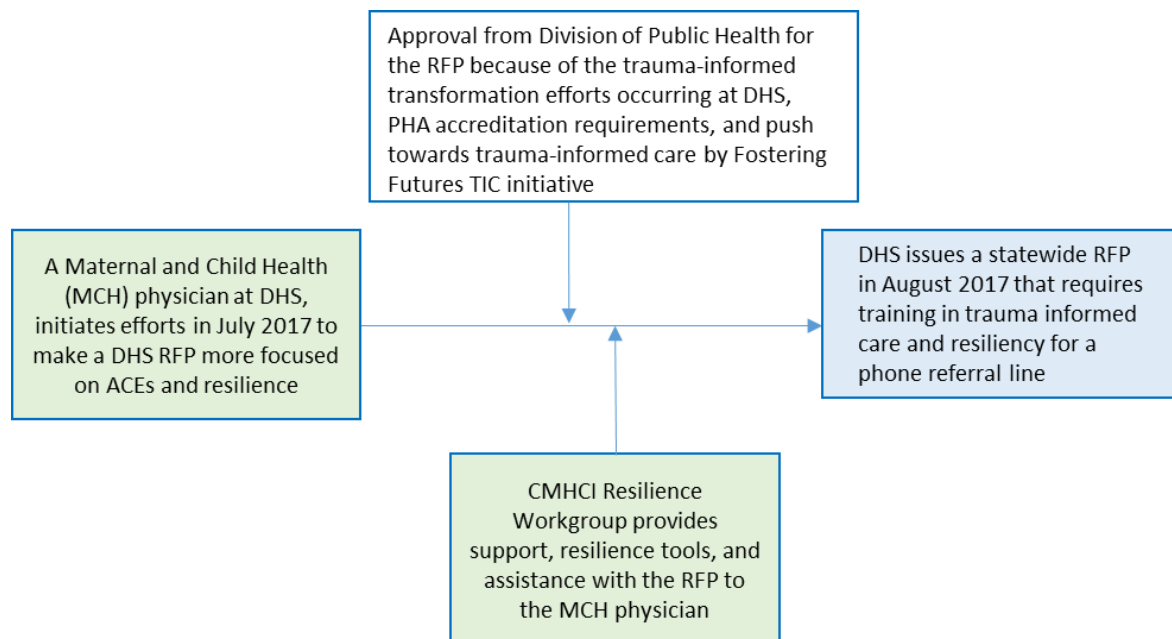 Approval from Division of Public Health for
the RFP because of the trauma-informed
transformation efforts occurring at DHS,
PHA accreditation requirements, and push
towards trauma-informed care by Fostering
Futures TIC initiative
A Maternal and Child Health
(MCH) physician at DHS,
initiates efforts in July 2017 to
make a DHS RFP more focused
on ACEs and resilience
DHS issues a statewide RFP
in August 2017 that requires
training in trauma informed
care and resiliency for a
phone referral line
CMHCI Resilience
Workgroup provides
support, resilience tools, and
assistance with the RFP to
the MCH physician